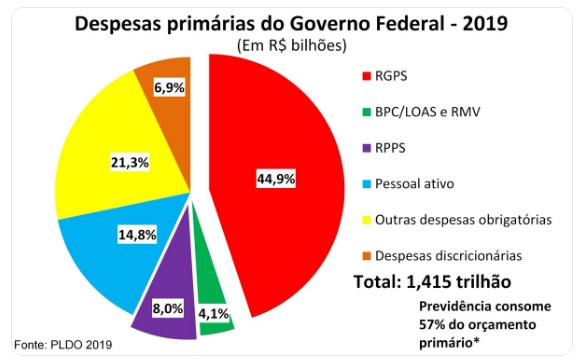 Despesas primárias do Governo Federal - 2019
(Em R$ bilhões)
6,9%
21,3%
44,9%
14,8%
8,0%
4,1%
RGPS
BPC/LOAS e RMV
RPPS
Pessoal ativo
Outras despesas obrigatórias
Despesas discricionárias
Total: 1,415 trilhão
Previdência consome
57% do orçamento
primário*
Fonte: PLDO 2019